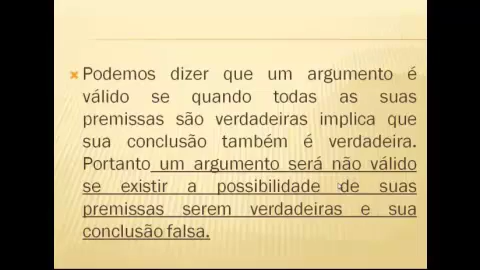 Podemos dizer que um argumento é
válido se quando todas as suas
premissas são verdadeiras implica que
sua conclusão também é verdadeira.
Portanto um argumento será não válido
se existir a possibilidade de suas
premissas serem verdadeiras e sua
conclusão falsa.